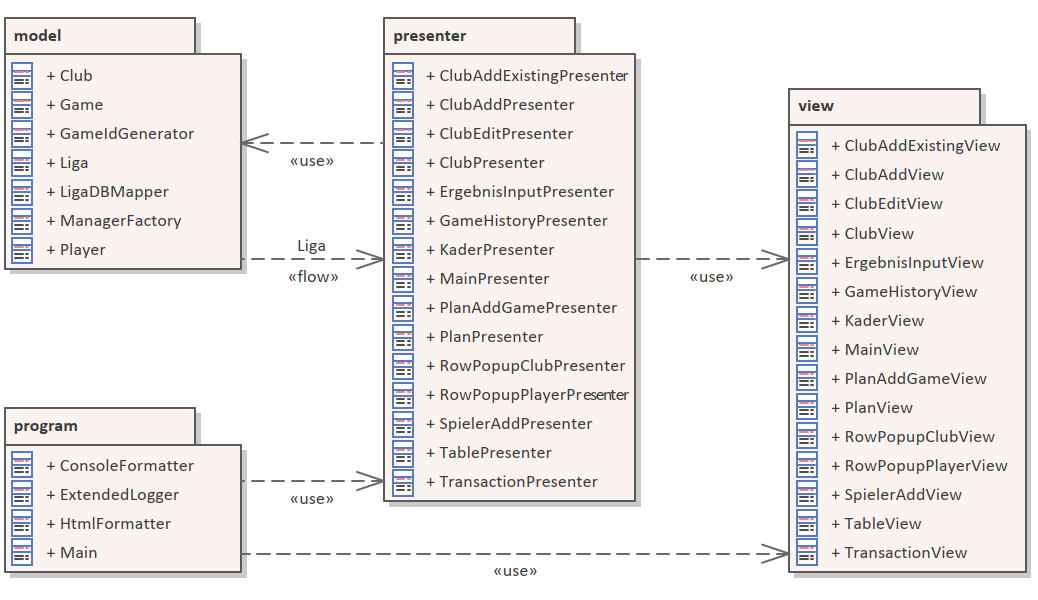 model
+ Club
+ Game
+ GameIdGenerator
+ Liga
+ LigaDBMapper
+ ManagerFactory
+ Player
presenter
+ ClubAddExistingPresenter
+ ClubAddPresenter
+ ClubEditPresenter
+ ClubPresenter
+ ErgebnisInputPresenter
+ GameHistoryPresenter
+ KaderPresenter
+ MainPresenter
+ PlanAddGamePresenter
+ PlanPresenter
+ RowPopupClubPresenter
+ RowPopupPlayerPresenter
+ SpielerAddPresenter
+ TablePresenter
+ TransactionPresenter
view
+ ClubAddExistingView
+ ClubAddView
+ ClubEditView
+ ClubView
+ ErgebnisInputView
+ GameHistoryView
+ KaderView
+ MainView
+ PlanAddGameView
+ PlanView
+ RowPopupClubView
+ RowPopupPlayerView
+ SpielerAddView
+ TableView
+ TransactionView
program
+ ConsoleFormatter
+ ExtendedLogger
+ HtmlFormatter
+ Main
«use»
Liga
«flow»
«use»
«use»
«use»